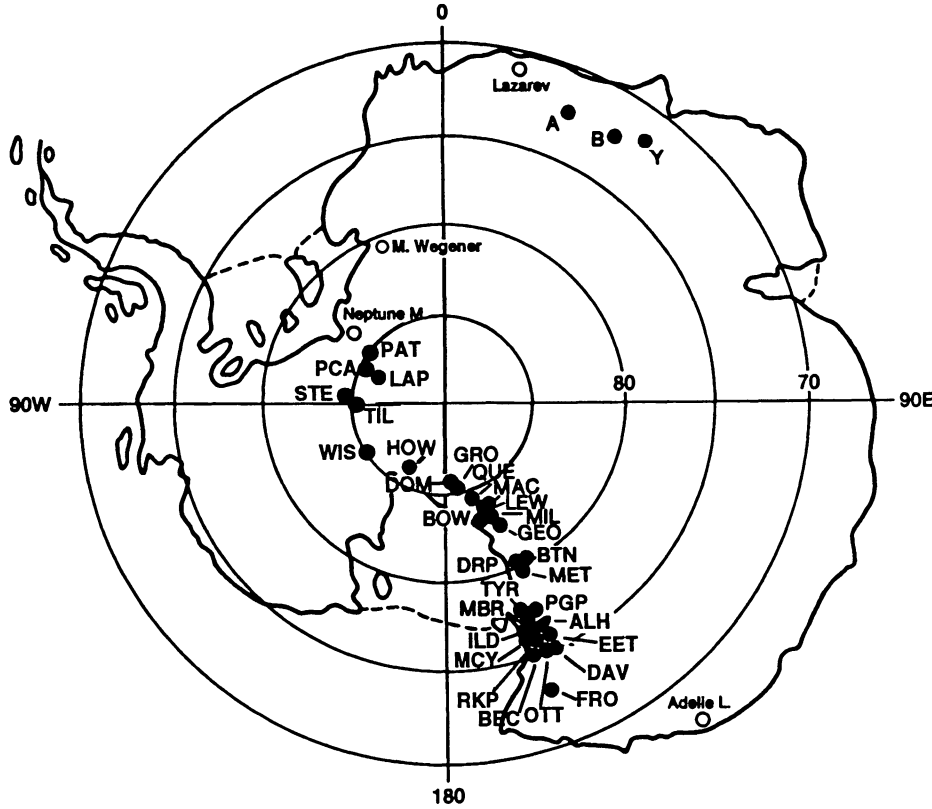 0
Lazarev
A
B
Y
M. Wegener
Neptune M
PAT
PCA
LAP
STE
TIL
80
70
90W
90E
WIS
HOW
GRO
QUE
DOM
MAC
LEW
BOW
MIL
GEO
DRP
BTN
MET
TYR
MBR
PGP
ALH
ILD
EET
MCY
DAV
RKP
FRO
BEC
OTT
Adelie L.
180